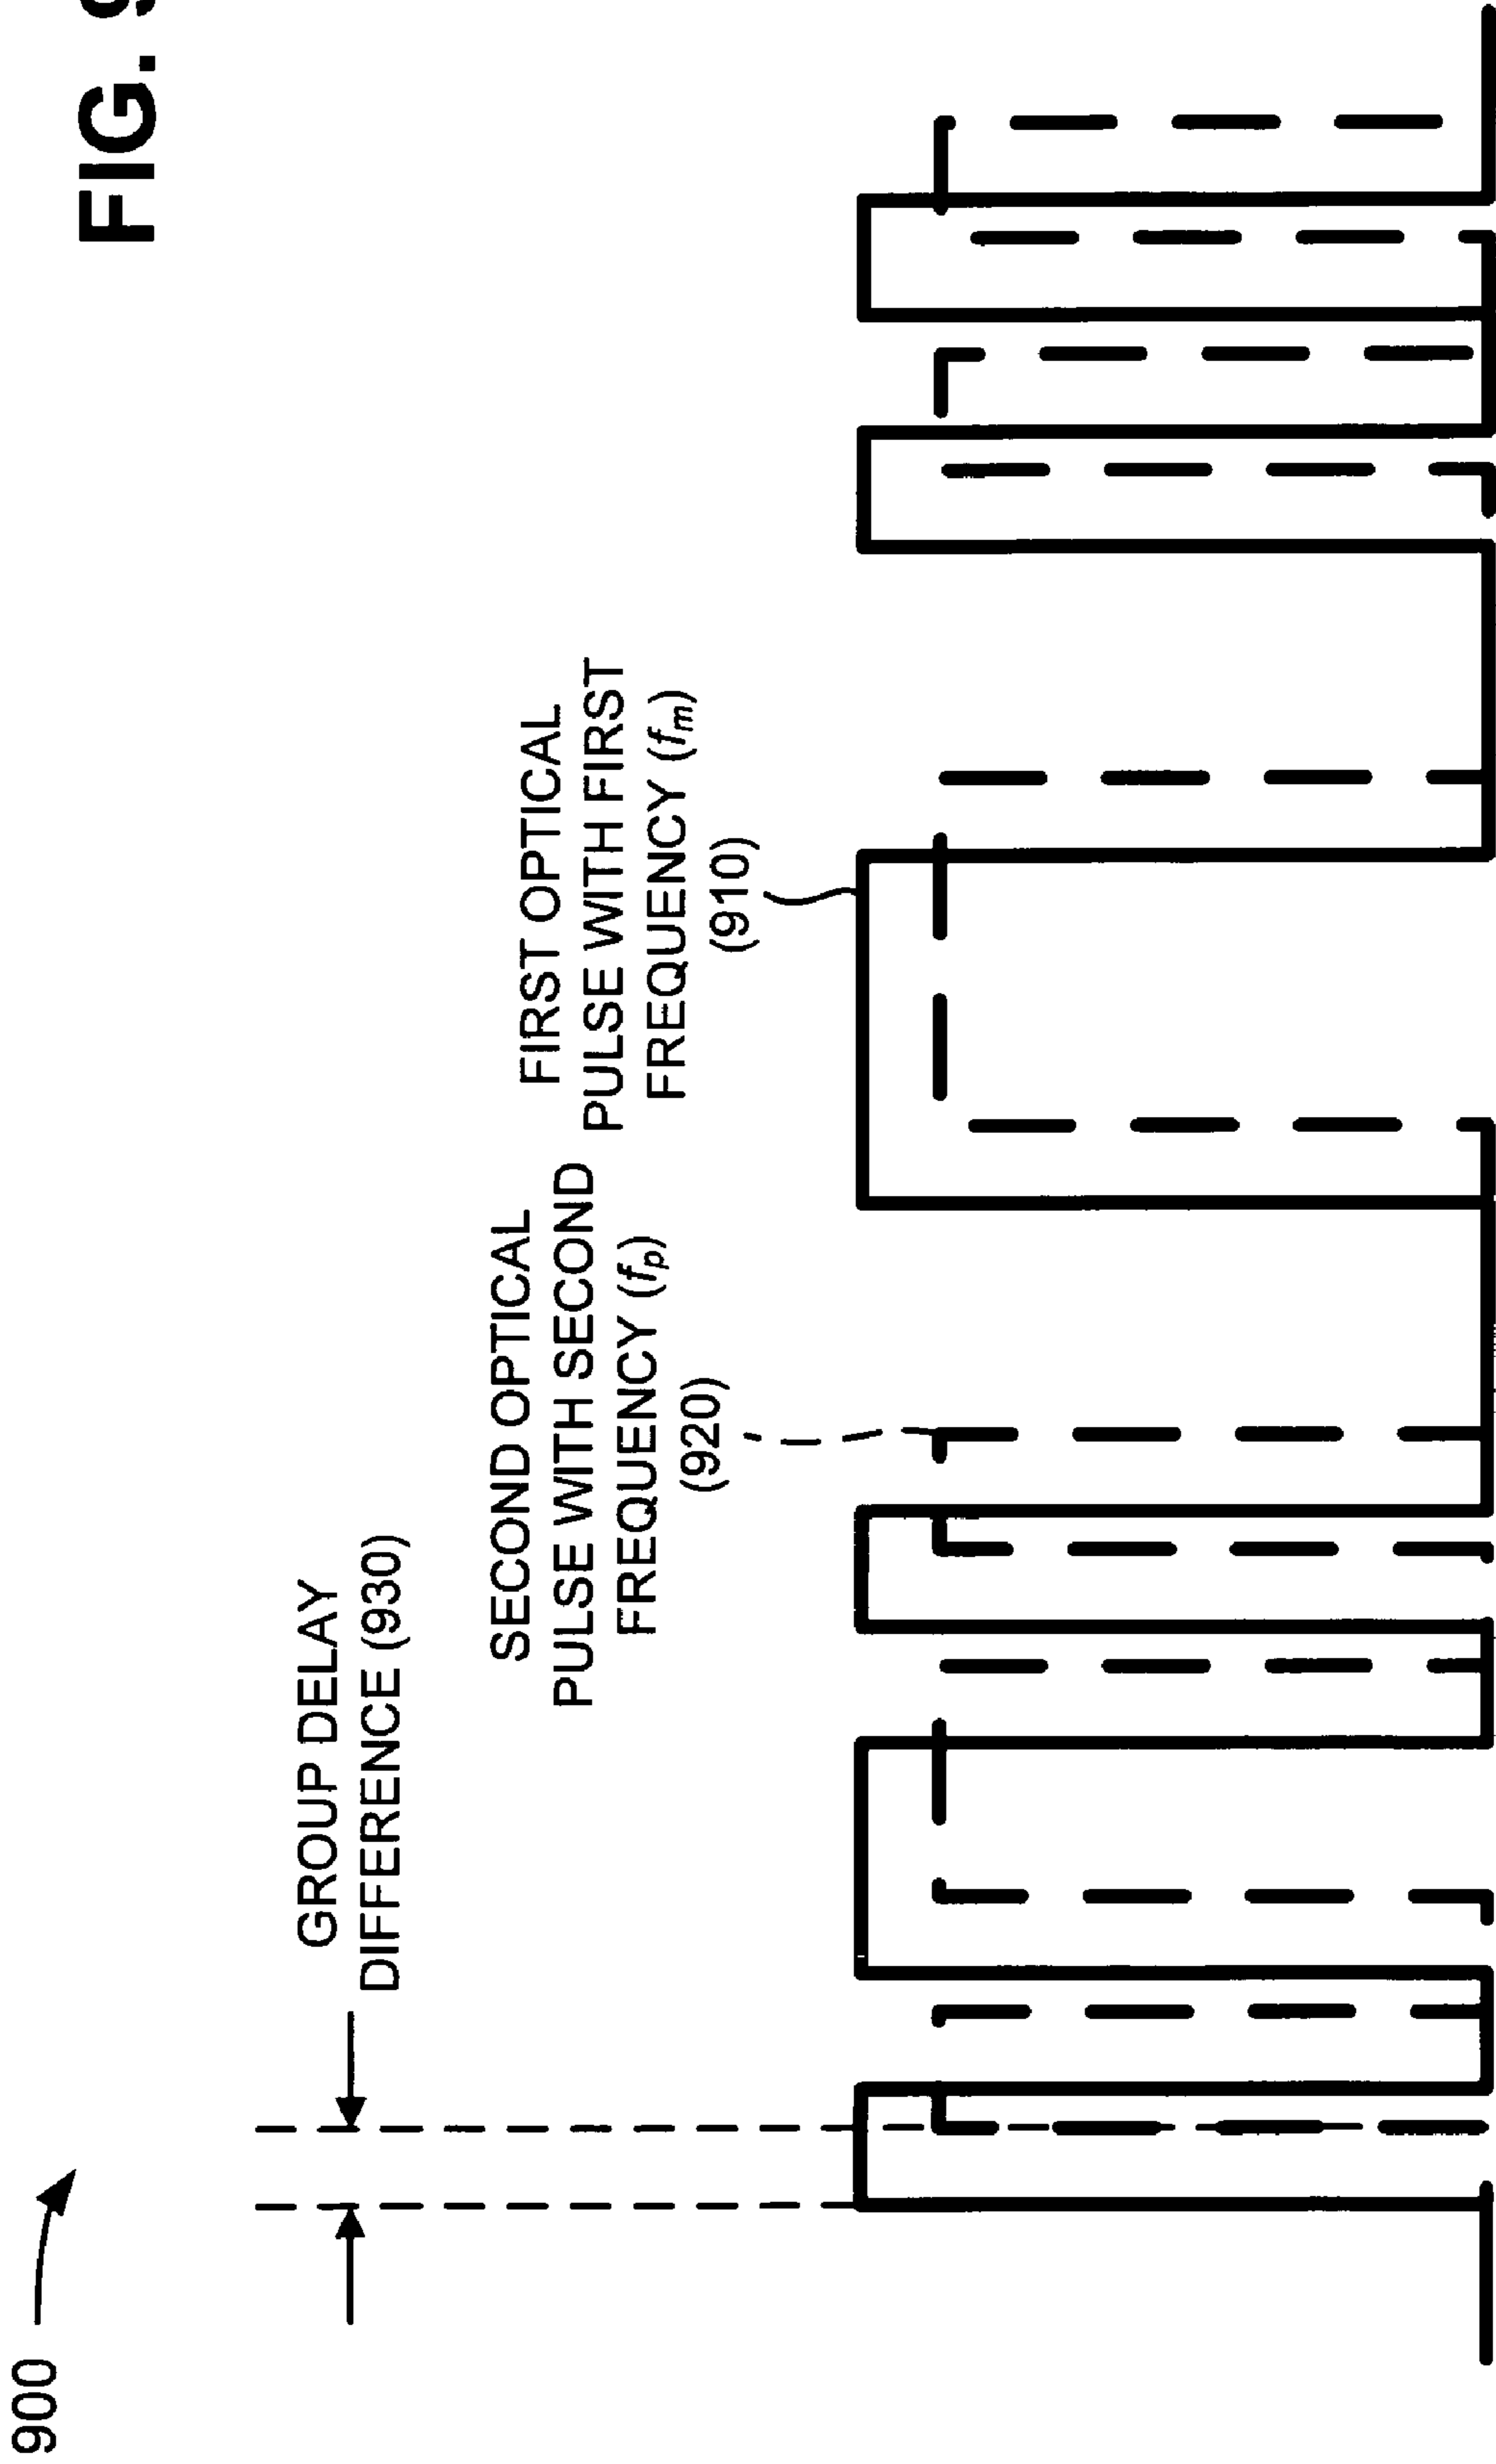 900
FIG. 9
GROUP DELAY
DIFFERENCE (930)
SECOND OPTICAL
PULSE WITH SECOND
FREQUENCY (fp)
(920)
FIRST OPTICAL
PULSE WITH FIRST
FREQUENCY (fm)
(910)